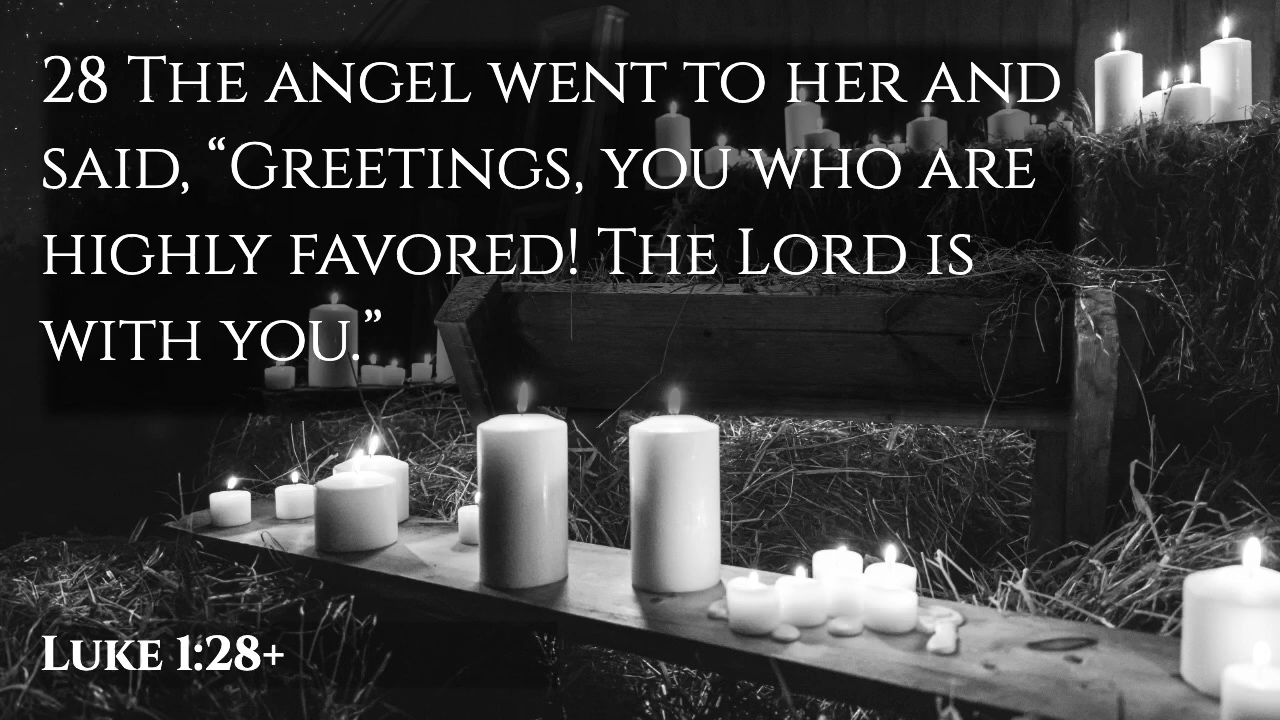 28 The angel went to her and
said, “Greetings, you who are
highly favored! The Lord is
with you.”
Luke 1:28+